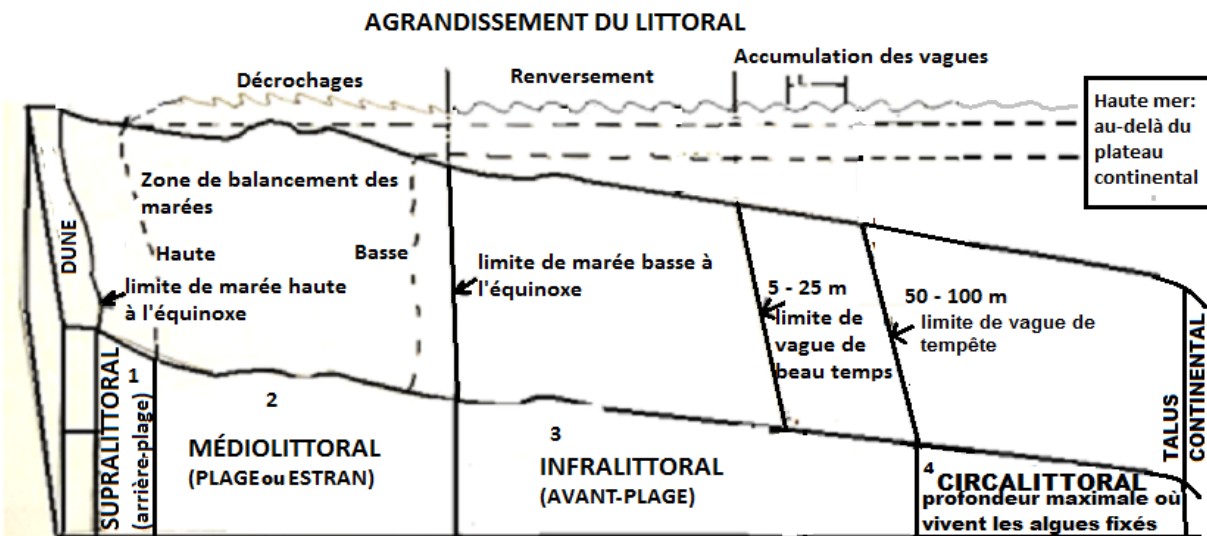 AGRANDISSEMENT DU LITTORAL
Décrochages
Renversement
Accumulation des vagues
L
Haute mer:
au-delà du
plateau
continental
Zone de balancement des
marées
Haute
Basse
DUNE
limite de marée haute
à l'équinoxe
limite de marée basse à
l'équinoxe
5 - 25 m
limite de
vague de
beau temps
50 - 100 m
limite de vague de
tempête
TALUS
CONTINENTAL
1
SUPRALITTORAL
(arrière-plage)
2
MÉDIOLITTORAL
(PLAGE ou ESTRAN)
3
INFRALITTORAL
(AVANT-PLAGE)
4
CIRCALITTORAL
profondeur maximale où
vivent les algues fixés